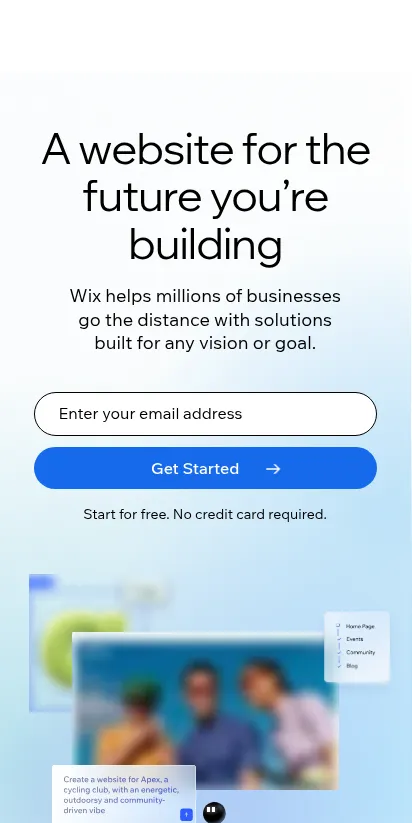 A website for the
future you’re
building
Wix helps millions of businesses
go the distance with solutions
built for any vision or goal.
Enter your email address
Get Started
Start for free. No credit card required.
Home Page
Events
Community
Blog
Create a website for Apex, a
cycling club, with an energetic,
outdoorsy and community-
driven vibe